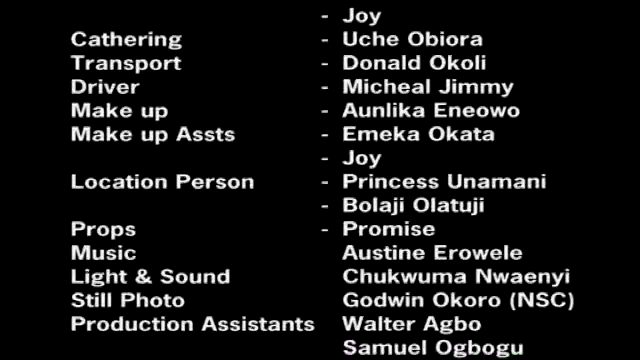 - Joy
Cathering - Uche Obiora
Transport - Donald Okoli
Driver - Micheal Jimmy
Make up - Aunlika Eneowo
Make up Assts - Emeka Okata
- Joy
Location Person - Princess Unamani
- Bolaji Olatuji
Props - Promise
Music Austine Erowele
Light & Sound Chukwuma Nwaenyi
Still Photo Godwin Okoro (NSC)
Production Assistants Walter Agbo
Samuel Ogbogu